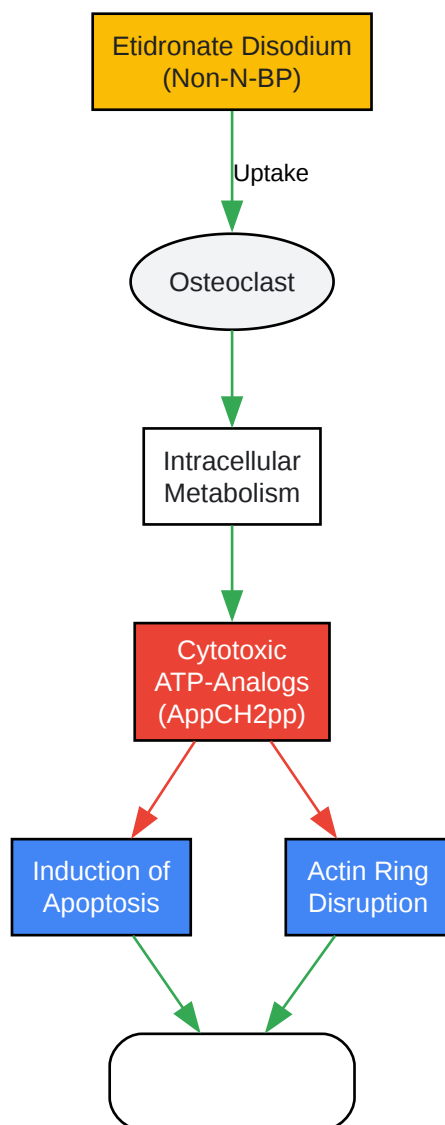 Etidronate Disodium
(Non-N-BP)
Uptake
Osteoclast
Intracellular
Metabolism
Cytotoxic
ATP-Analogs
(AppCH2pp)
Induction of
Apoptosis
Actin Ring
Disruption